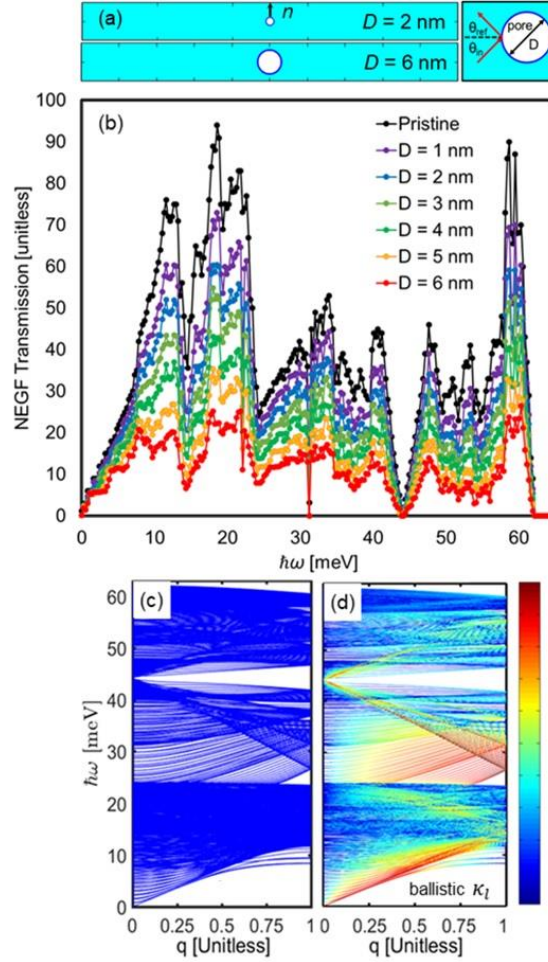 (a)
n
D = 2 nm
D = 6 nm
θref
θin
pore
D
(b)
NEGF Transmission [unitless]
100
90
80
70
60
50
40
30
20
10
0
Pristine
D = 1 nm
D = 2 nm
D = 3 nm
D = 4 nm
D = 5 nm
D = 6 nm
0 10 20 30 40 50 60
ℏω [meV]
(c)
(d)
ℏω [meV]
60
50
40
30
20
10
0
ballistic κl
0 0.25 0.5 0.75 1
0 0.25 0.5 0.75 1
q [Unitless]
q [Unitless]